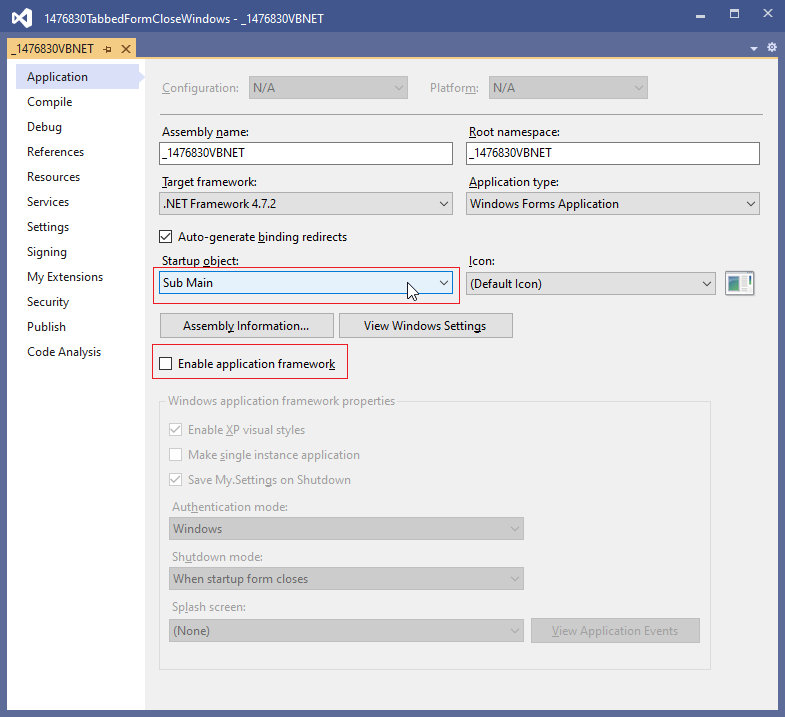 1476830TabbedFormCloseWindows - _1476830VBNET
_1476830VBNET
Application
Compile
Debug
References
Resources
Services
Settings
Signing
My Extensions
Security
Publish
Code Analysis
Configuration: N/A Platform: N/A
Assembly name: Root namespace:
_1476830VBNET _1476830VBNET
Target framework: Application type:
.NET Framework 4.7.2 Windows Forms Application
Auto-generate binding redirects
Startup object: Icon:
Sub Main (Default Icon)
Assembly Information... View Windows Settings
Enable application framework
Windows application framework properties
Enable XP visual styles
Make single instance application
Save My.Settings on Shutdown
Authentication mode:
Windows
Shutdown mode:
When startup form closes
Splash screen:
(None) View Application Events